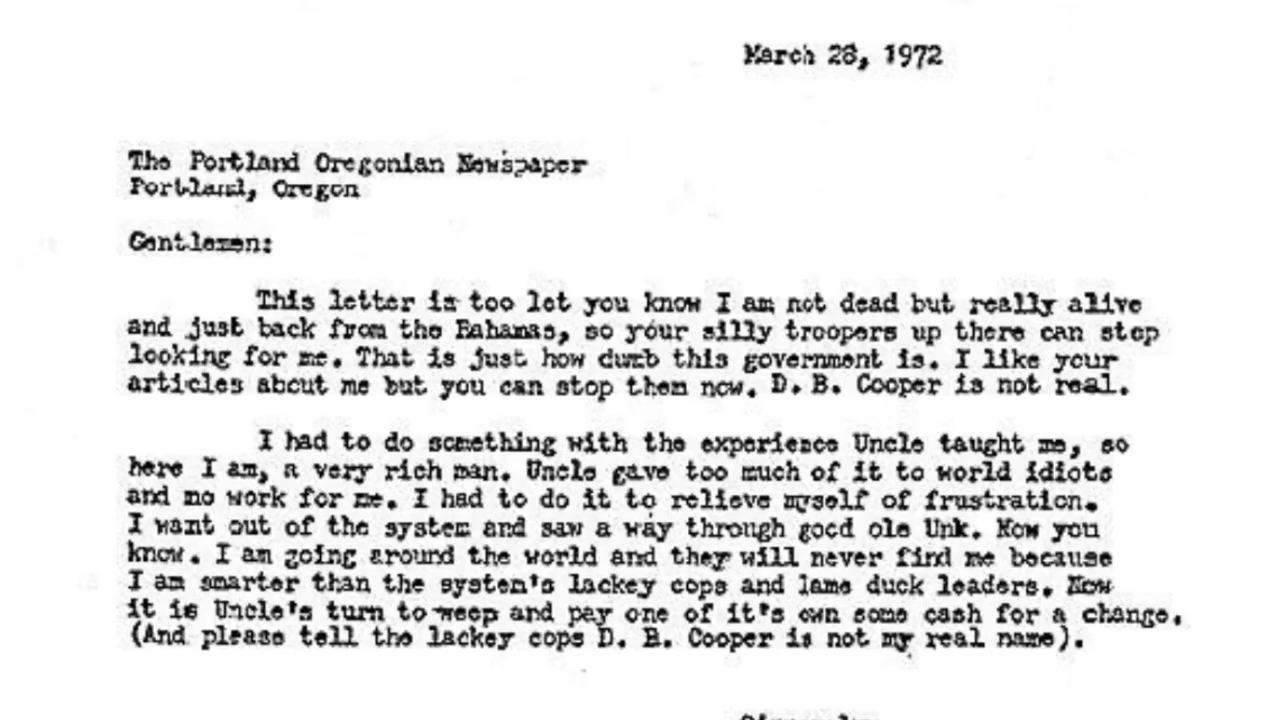 March 28, 1972
The Portland Oregonian Newspaper
Portland, Oregon
Gentlemen:
This letter is too let you know I am not dead but really alive
and just back from the Bahamas, so your silly troopers up there can stop
looking for me. That is just how dumb this government is. I like your
articles about me but you can stop them now. D. B. Cooper is not real.
I had to do something with the experience Uncle taught me, so
here I am, a very rich man. Uncle gave too much of it to world idiots
and no work for me. I had to do it to relieve myself of frustration.
I want out of the system and saw a way through good ole Unk. Now you
know. I am going around the world and they will never find me because
I am smarter than the system's lackey cops and lame duck leaders. Now
it is Uncle's turn to weep and pay one of it's own some cash for a change.
(And please tell the lackey cops D. B. Cooper is not my real name).